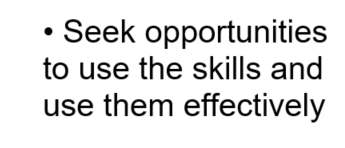 • Seek opportunities
to use the skills and
use them effectively